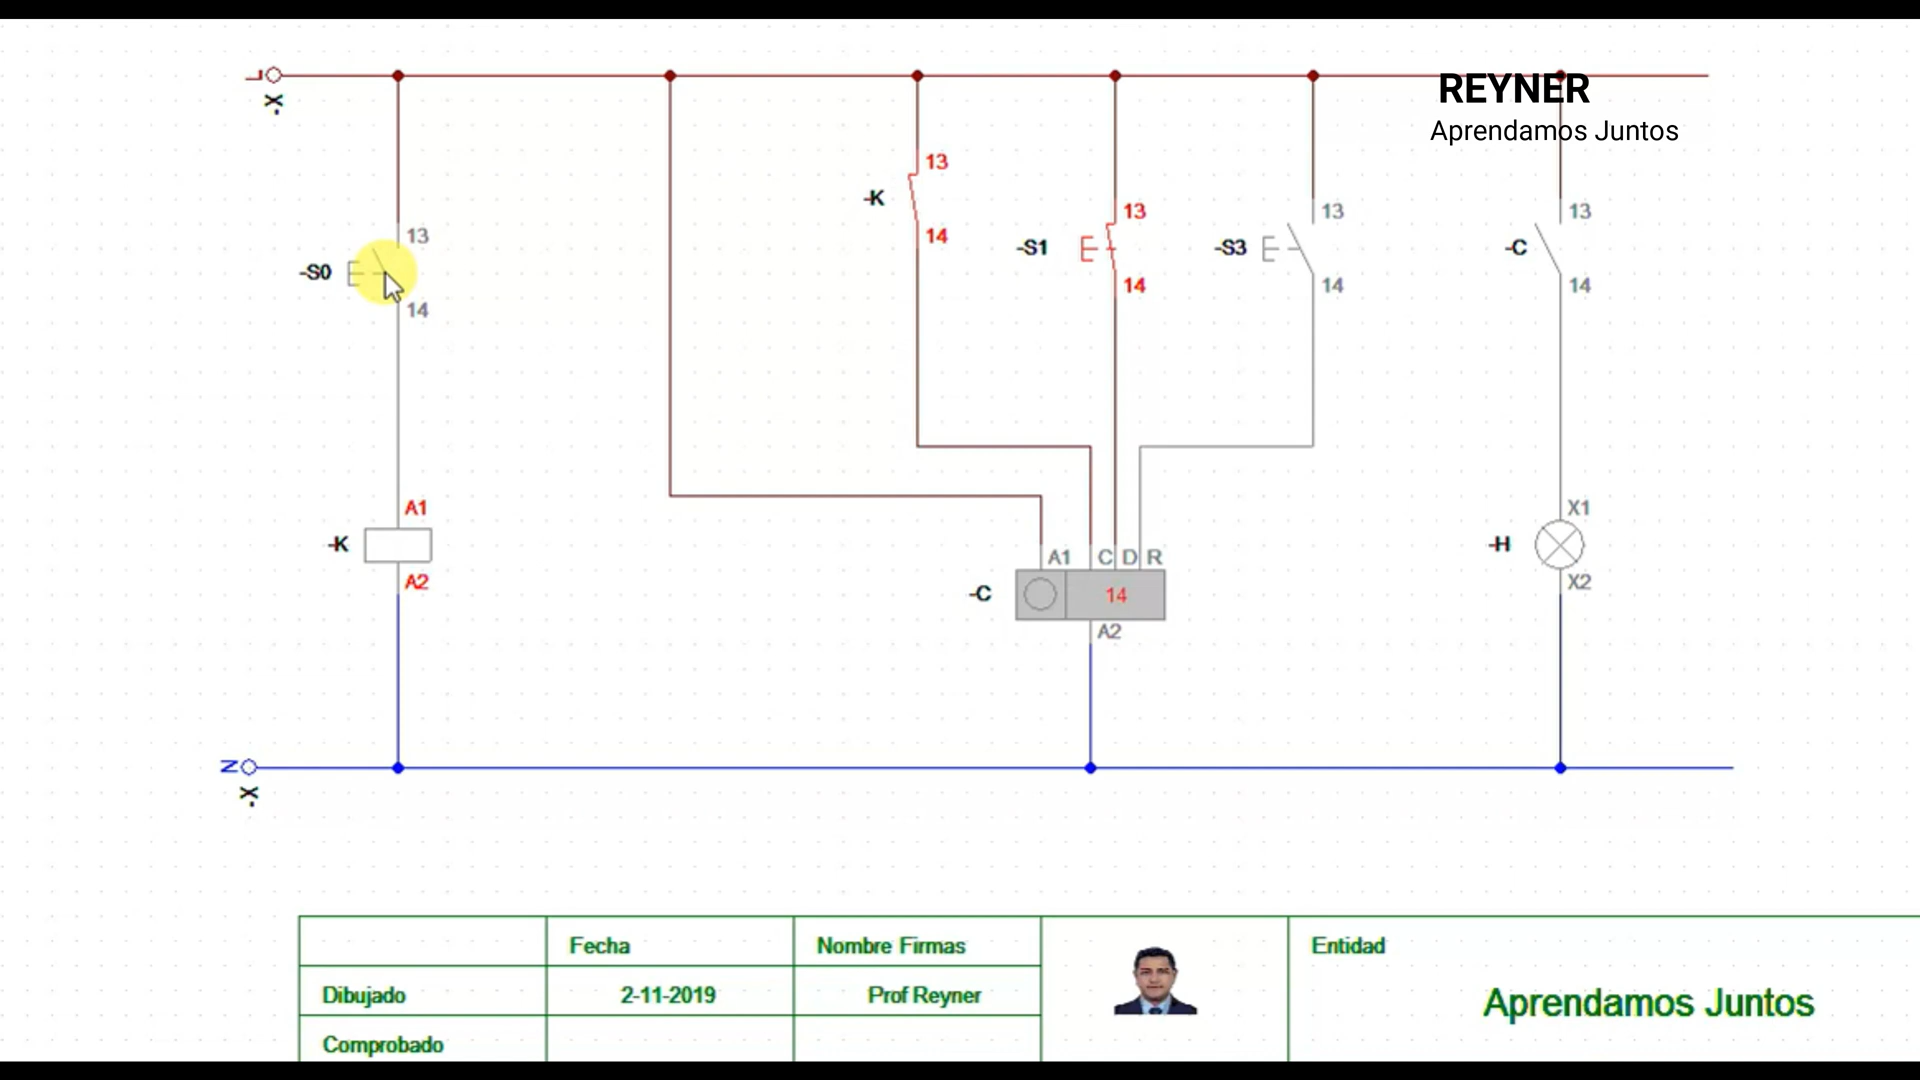 L
-X
REYNER
Aprendamos Juntos
13
-K
14
13
-S1
14
13
-S3
14
13
-C
14
13
-S0
14
A1
-K
A2
A1 C D R
-C
14
A2
X1
-H
X2
N
-X
Fecha
Nombre Firmas
Entidad
Dibujado
2-11-2019
Prof Reyner
Aprendamos Juntos
Comprobado